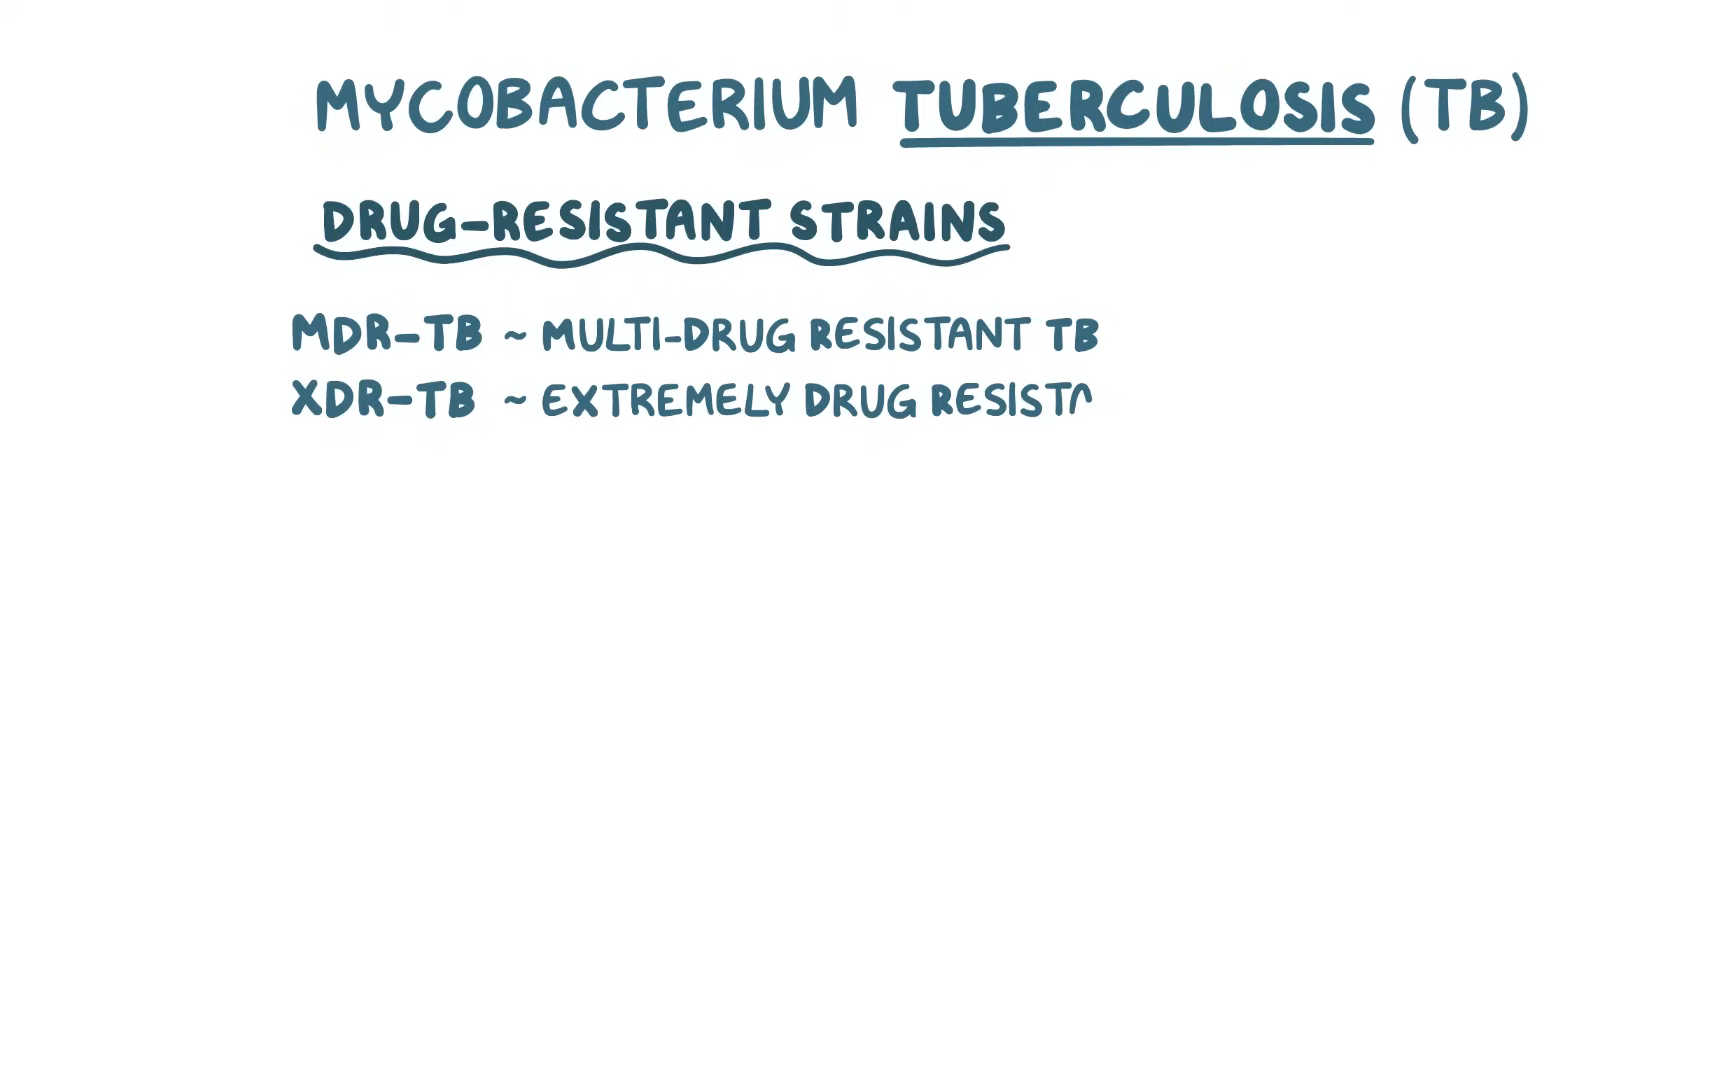 MYCOBACTERIUM TUBERCULOSIS (TB)
DRUG-RESISTANT STRAINS
MDR-TB ~ MULTI-DRUG RESISTANT TB
XDR-TB ~ EXTREMELY DRUG